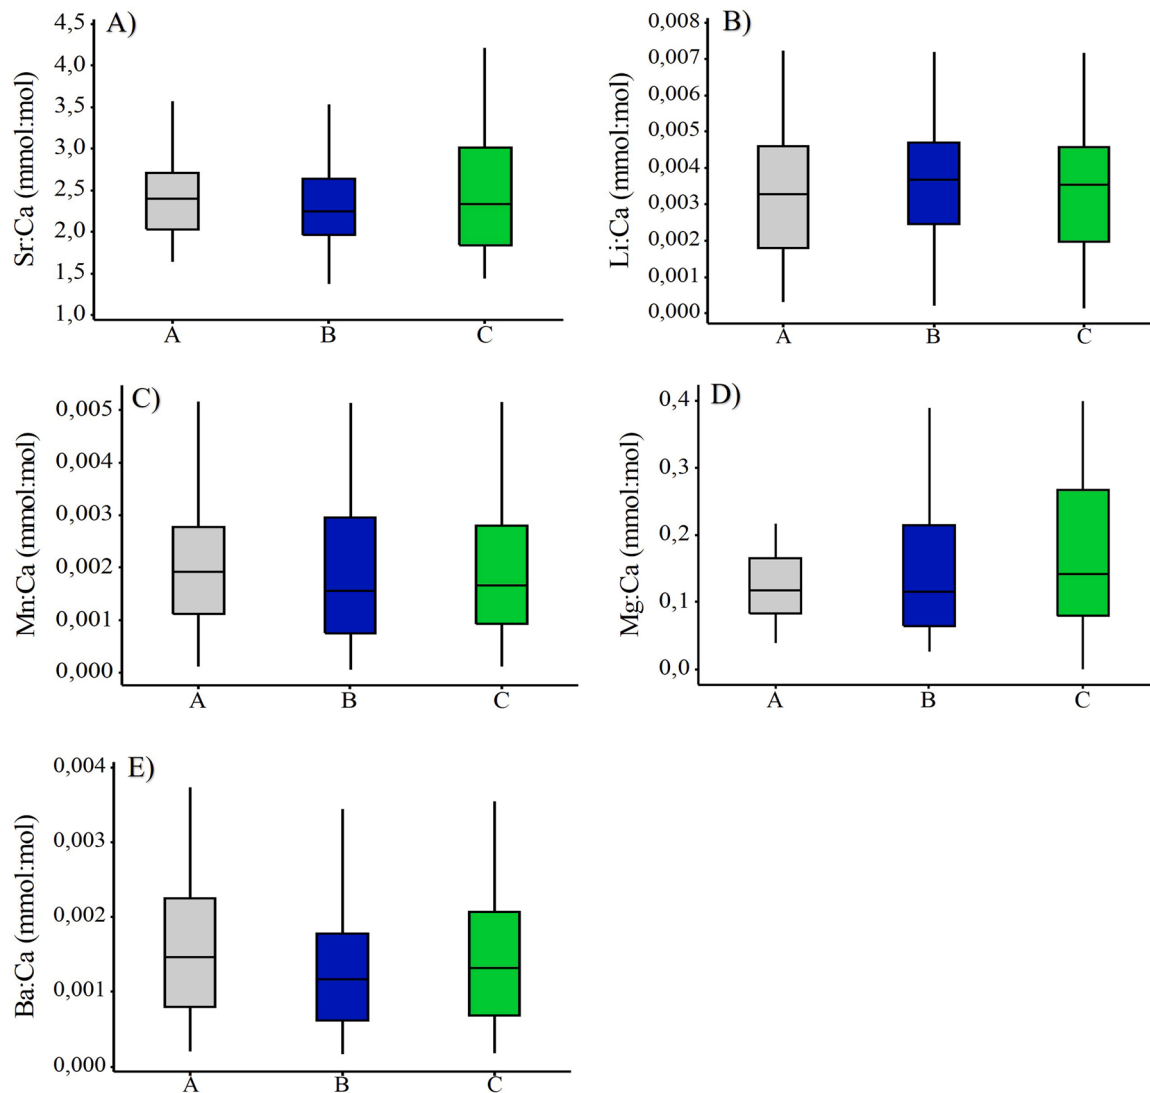 A)
Sr:Ca (mmol:mol)
4,5
4,0
3,5
3,0
2,5
2,0
1,5
1,0
A B C
B)
Li:Ca (mmol:mol)
0,008
0,007
0,006
0,005
0,004
0,003
0,002
0,001
0,000
A B C
C)
Mn:Ca (mmol:mol)
0,005
0,004
0,003
0,002
0,001
0,000
A B C
D)
Mg:Ca (mmol:mol)
0,4
0,3
0,2
0,1
0,0
A B C
E)
Ba:Ca (mmol:mol)
0,004
0,003
0,002
0,001
0,000
A B C